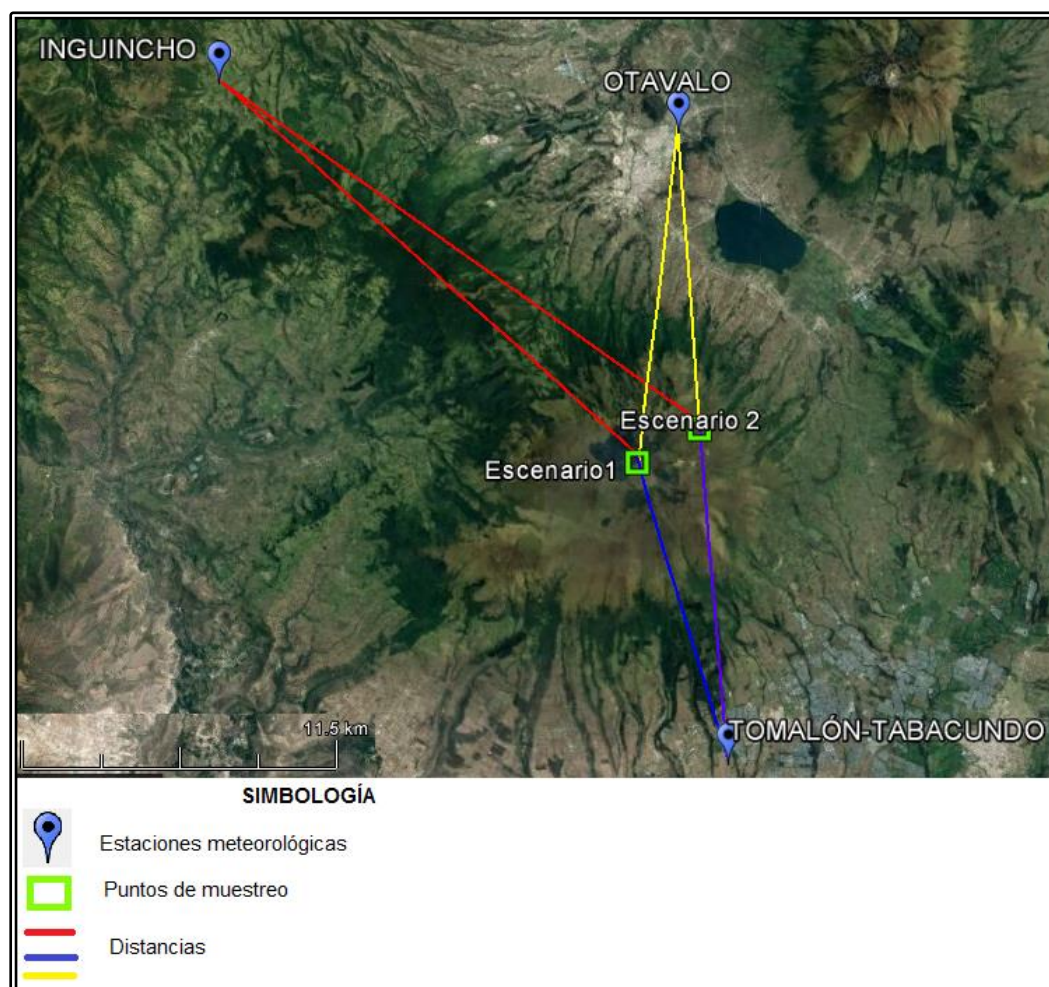 INGUINCHO
OTAVALO
Escenario 2
Escenario1
11.5 km
TOMALÓN-TABACUNDO
SIMBOLOGÍA
Estaciones meteorológicas
Puntos de muestreo
Distancias